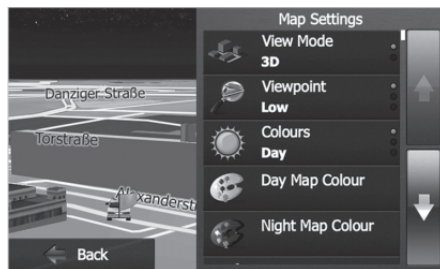 Map Settings
View Mode
3D
Danziger Straße
Viewpoint
Low
Torstraße
Colours
Day
Alexanderst
Day Map Colour
Night Map Colour
Back